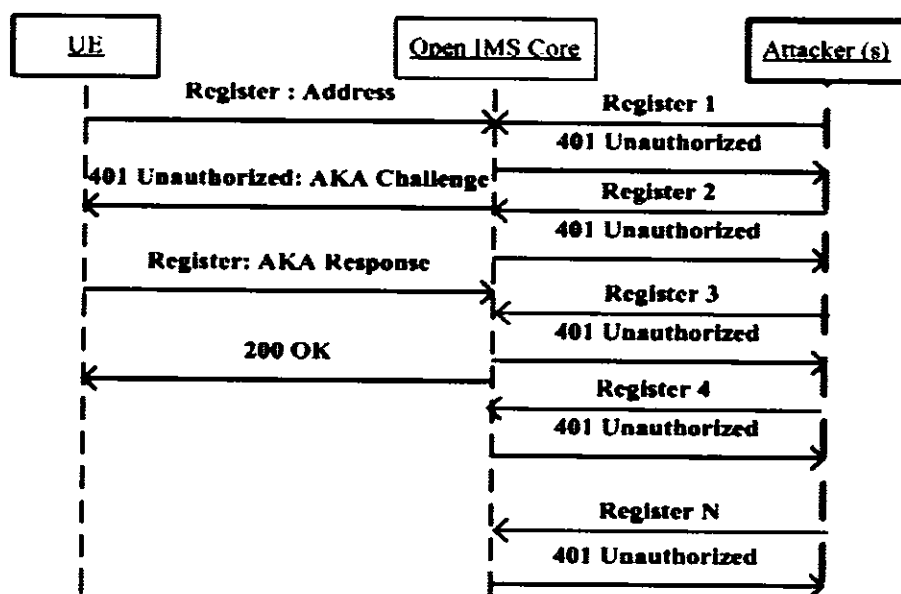 UE
Open IMS Core
Attacker (s)
Register : Address
Register 1
401 Unauthorized
401 Unauthorized: AKA Challenge
Register 2
401 Unauthorized
Register: AKA Response
Register 3
401 Unauthorized
200 OK
Register 4
401 Unauthorized
Register N
401 Unauthorized